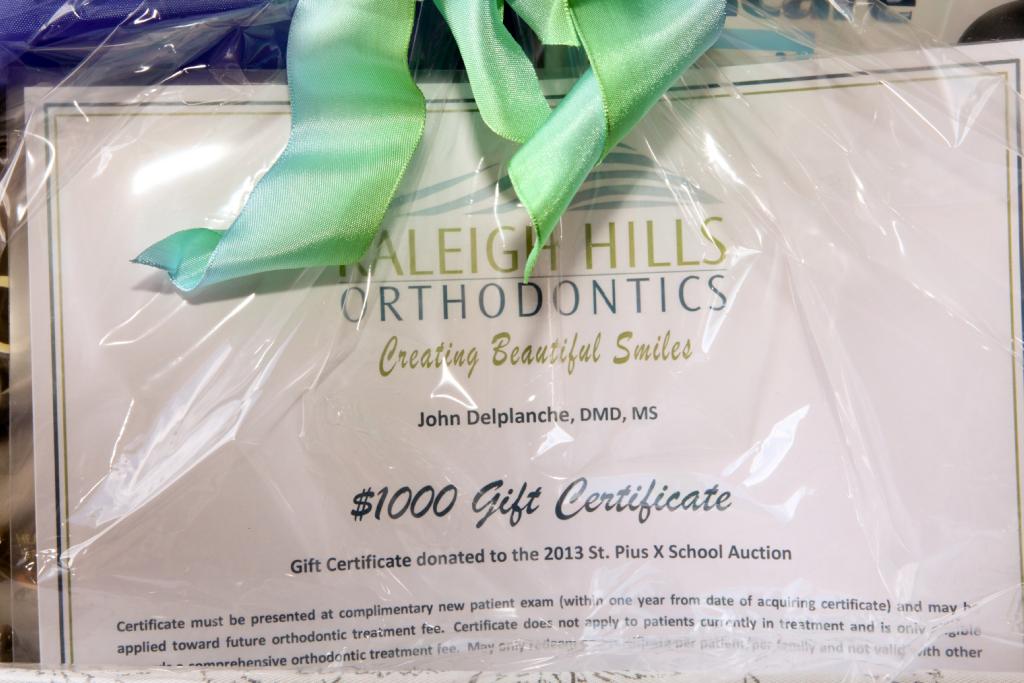 RALEIGH HILLS
ORTHODONTICS
Creating Beautiful Smiles
John Delplanche, DMD, MS
$1000 Gift Certificate
Gift Certificate donated to the 2013 St. Pius X School Auction
Certificate must be presented at complimentary new patient exam (within one year from date of acquiring certificate) and may be
applied toward future orthodontic treatment fee. Certificate does not apply to patients currently in treatment and is only eligible
comprehensive orthodontic treatment fee. May only redeem per patient/per family and not valid with other